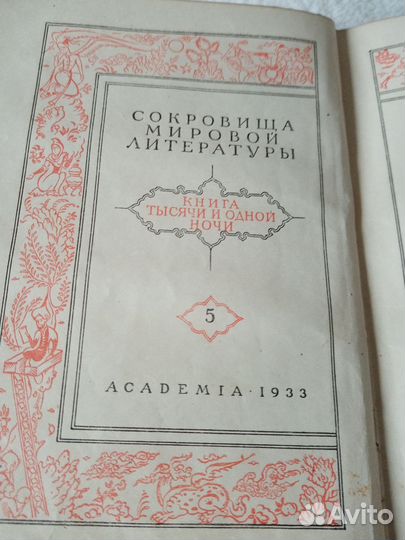 СОКРОВИЩА
МИРОВОЙ
ЛИТЕРАТУРЫ
КНИГА
ТЫСЯЧИ И ОДНОЙ
НОЧИ
5
ACADEMIA · 1933
Avito